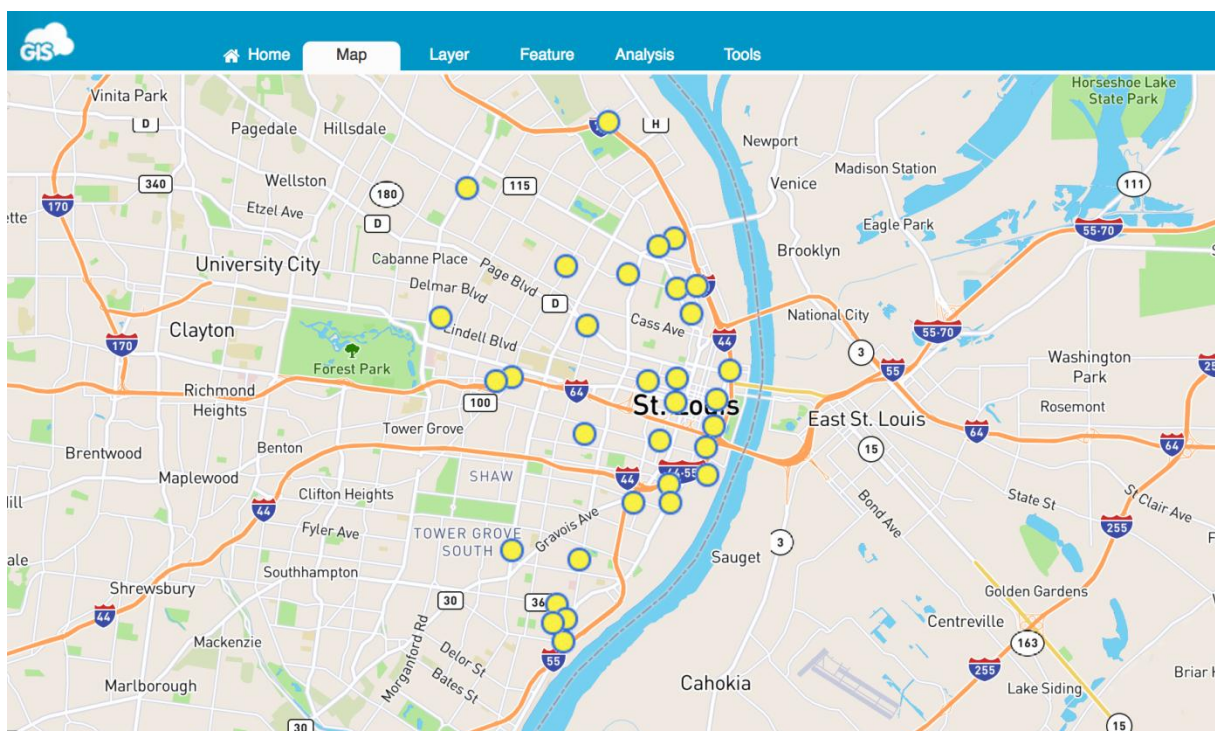 GIS
Home Map Layer Feature Analysis Tools
Horseshoe Lake
State Park
Vinita Park
D
Pagedale
Hillsdale
H
Newport
Madison Station
Wellston
340
180
115
Venice
111
170
Etzel Ave
D
Eagle Park
55-70
University City
Cabanne Place
Page Blvd
Brooklyn
Delmar Blvd
D
Cass Ave
National City
Clayton
Lindell Blvd
44
55-70
170
Forest Park
3
Washington
Park
55
Richmond
Heights
64
100
St. Louis
East St. Louis
Rosemont
Tower Grove
64
64
Benton
15
Brentwood
Maplewood
SHAW
44
44-55
Clifton Heights
State St
St Clair Ave
44
Bond Ave
Fyler Ave
TOWER GROVE
SOUTH
Gravois Ave
255
3
Sauget
Southhampton
Shrewsbury
30
Golden Gardens
44
Centreville
Mackenzie
Morganford Rd
Delor St
163
55
Bates St
255
Marlborough
Cahokia
Lake Siding
30
15